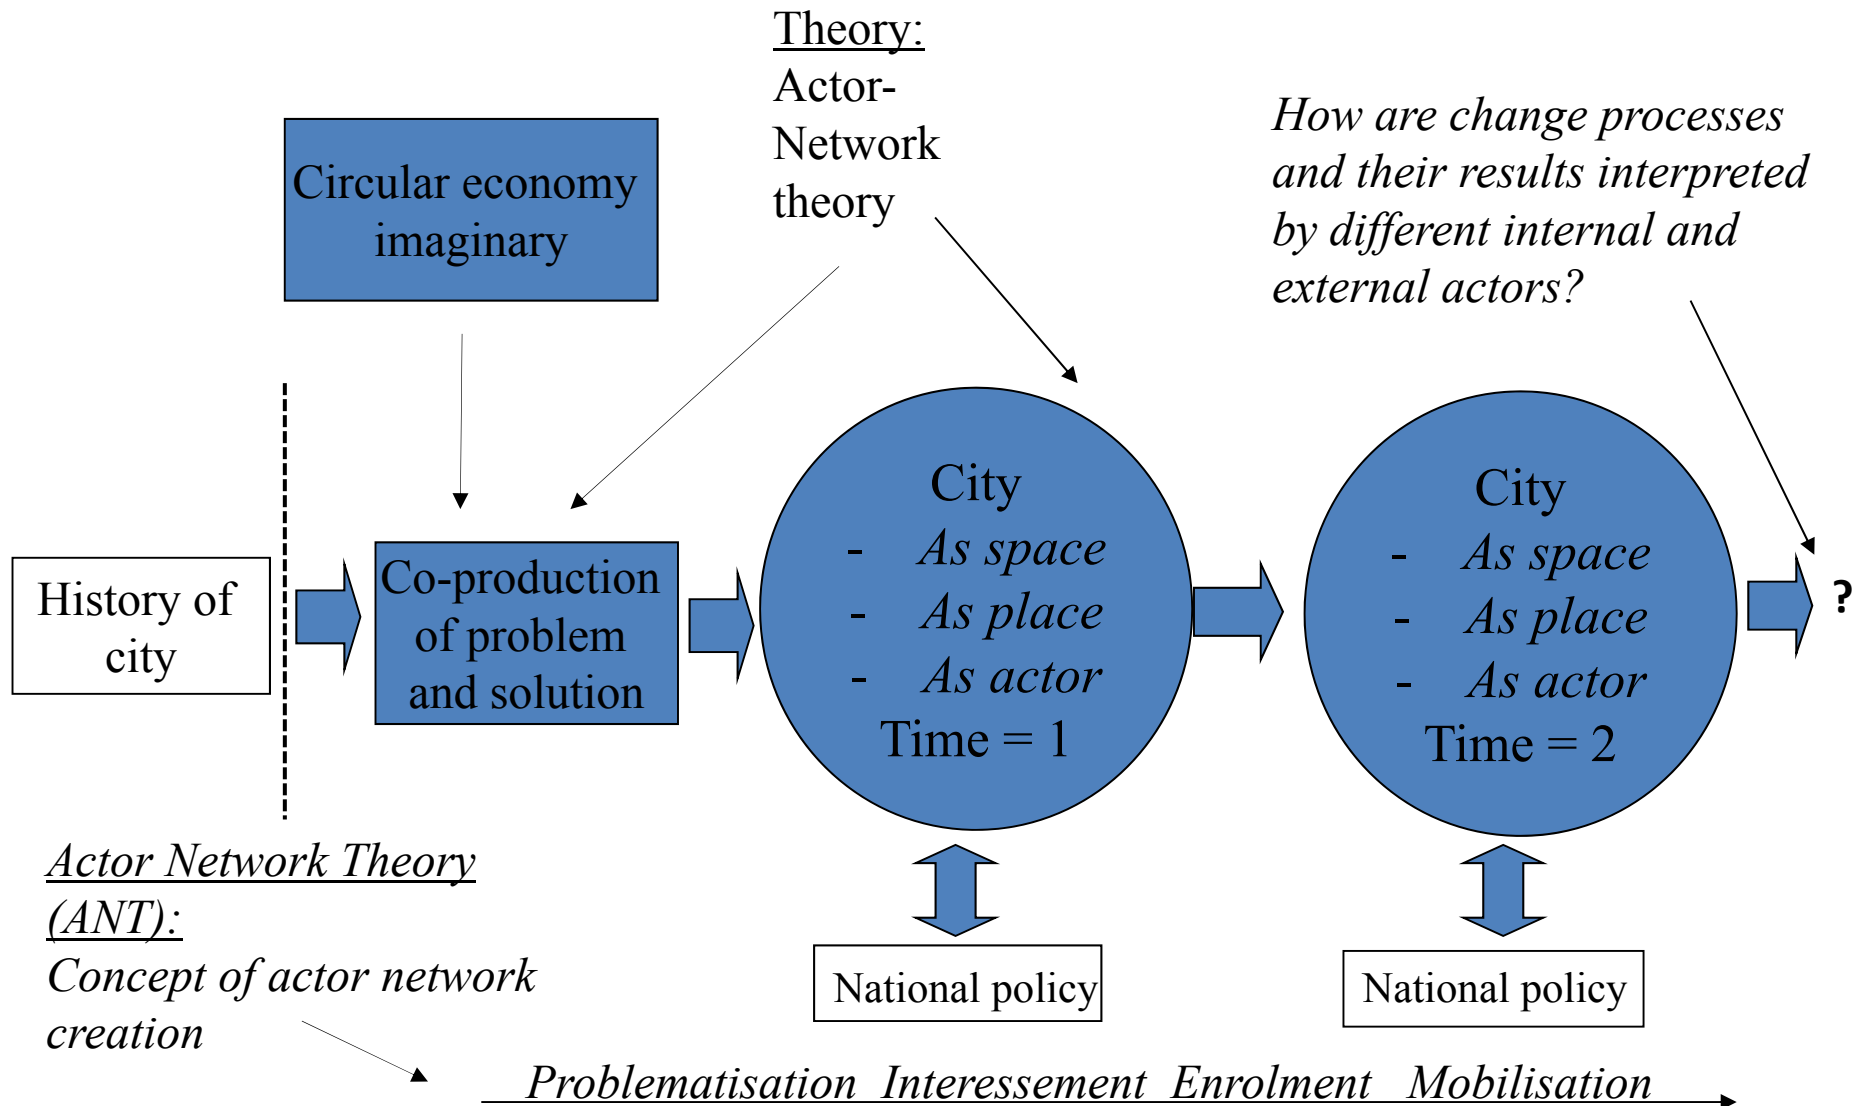 Theory:
Actor-
Network
theory
How are change processes
and their results interpreted
by different internal and
external actors?
Circular economy
imaginary
History of
city
Co-production
of problem
and solution
City
- As space
- As place
- As actor
Time = 1
City
- As space
- As place
- As actor
Time = 2
?
Actor Network Theory
(ANT):
Concept of actor network
creation
National policy
National policy
Problematisation Interessement Enrolment Mobilisation